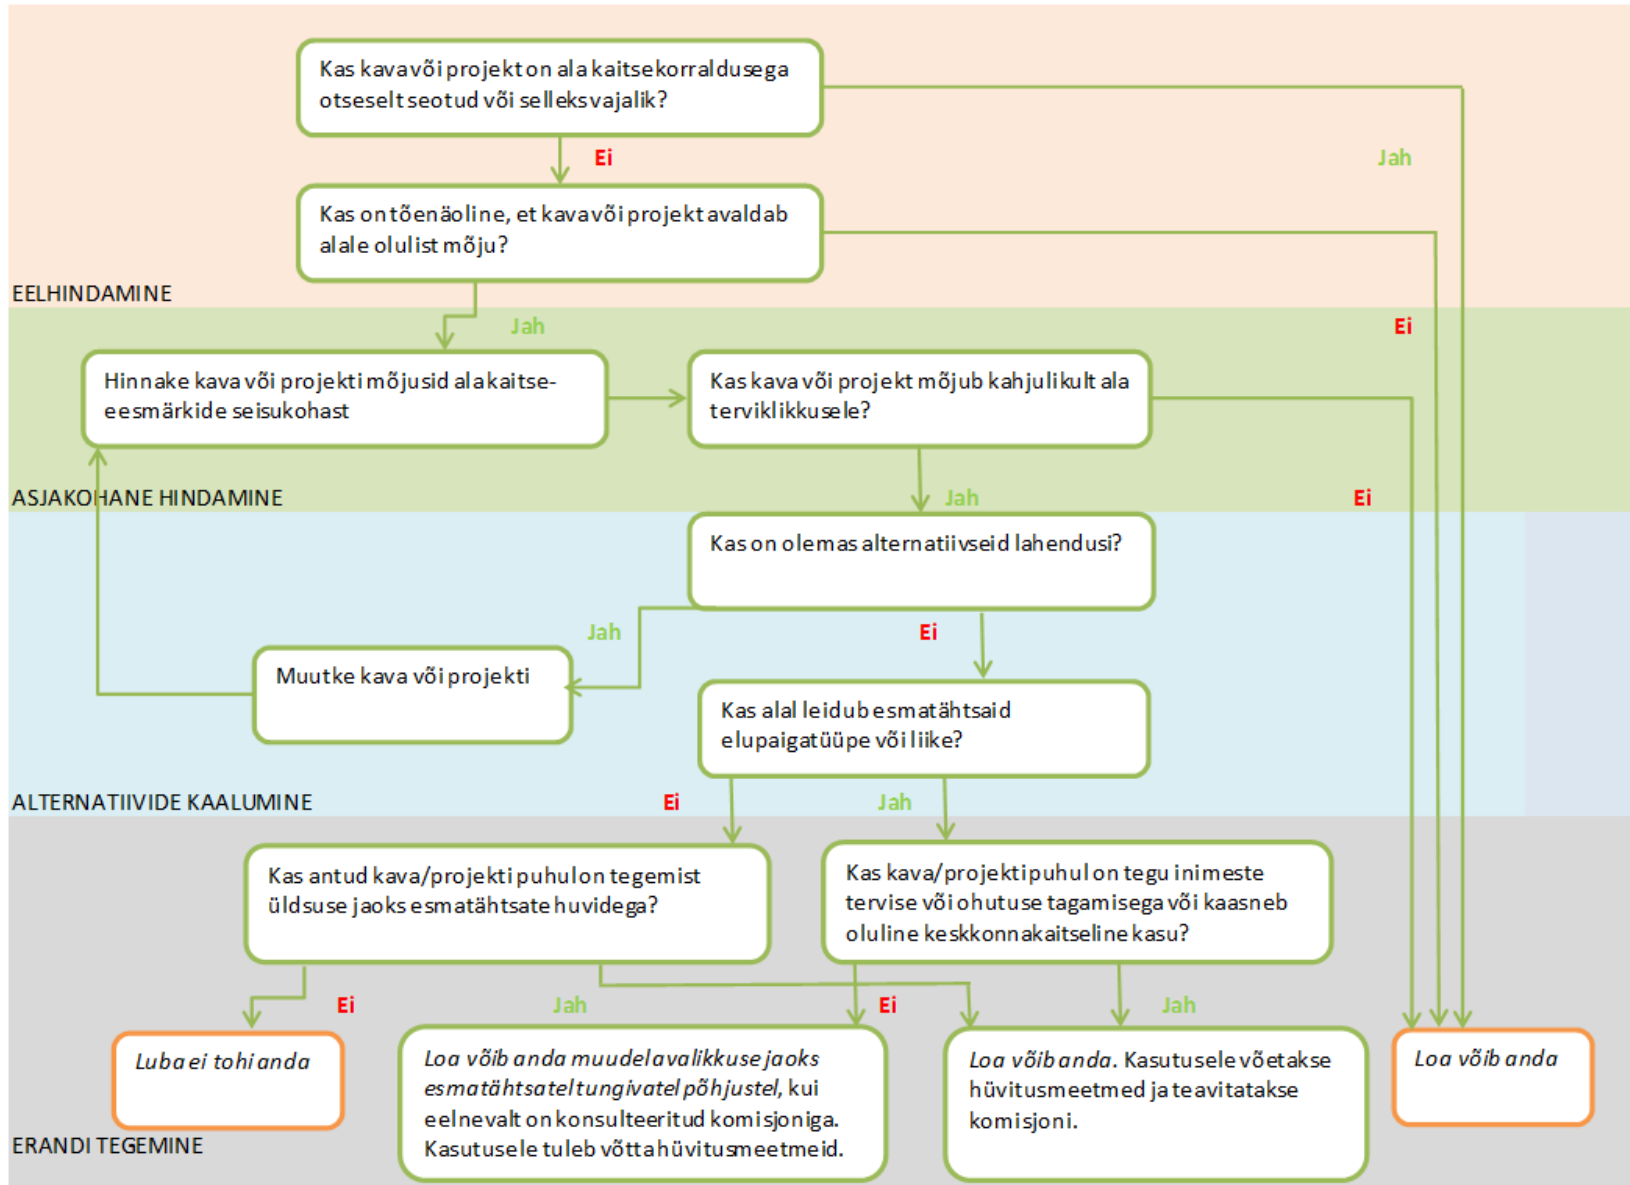 Kas kava või projekt on ala kaitsekorraldusega
otseselt seotud või selleks vajalik?
Ei
Jah
Kas on tõenäoline, et kava või projekt avaldab
alale olulist mõju?
EELHINDAMINE
Jah
Ei
Hinnake kava või projekti mõjusid ala kaitse-
eesmärkide seisukohast
Kas kava või projekt mõjub kahjulikult ala
terviklikkusele?
ASJAKOHANE HINDAMINE
Jah
Ei
Kas on olemas alternatiivseid lahendusi?
Jah
Ei
Muutke kava või projekti
Kas alal leidub esmatähtsaid
elupaigatüüpe või liike?
ALTERNATIIVIDE KAALUMINE
Ei
Jah
Kas antud kava/projekti puhul on tegemist
üldsuse jaoks esmatähtsate huvidega?
Kas kava/projekti puhul on tegu inimeste
tervise või ohutuse tagamisega või kaasneb
oluline keskkonnakaitseline kasu?
Ei
Jah
Ei
Jah
Luba ei tohi anda
Loa võib anda muudel avalikkuse jaoks
esmatähtsatel tungivatel põhjustel, kui
eelnevalt on konsulteeritud komisjoniga.
Kasutusele tuleb võtta hüvitusmeetmeid.
Loa võib anda. Kasutusele võetakse
hüvitusmeetmed ja teavitatakse
komisjoni.
Loa võib anda
ERANDI TEGEMINE